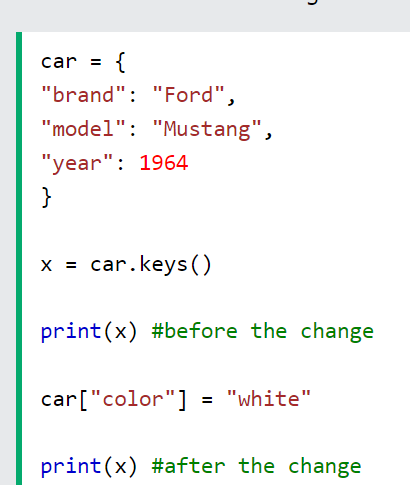 car = {
"brand": "Ford",
"model": "Mustang",
"year": 1964
}
x = car.keys()
print(x) #before the change
car["color"] = "white"
print(x) #after the change